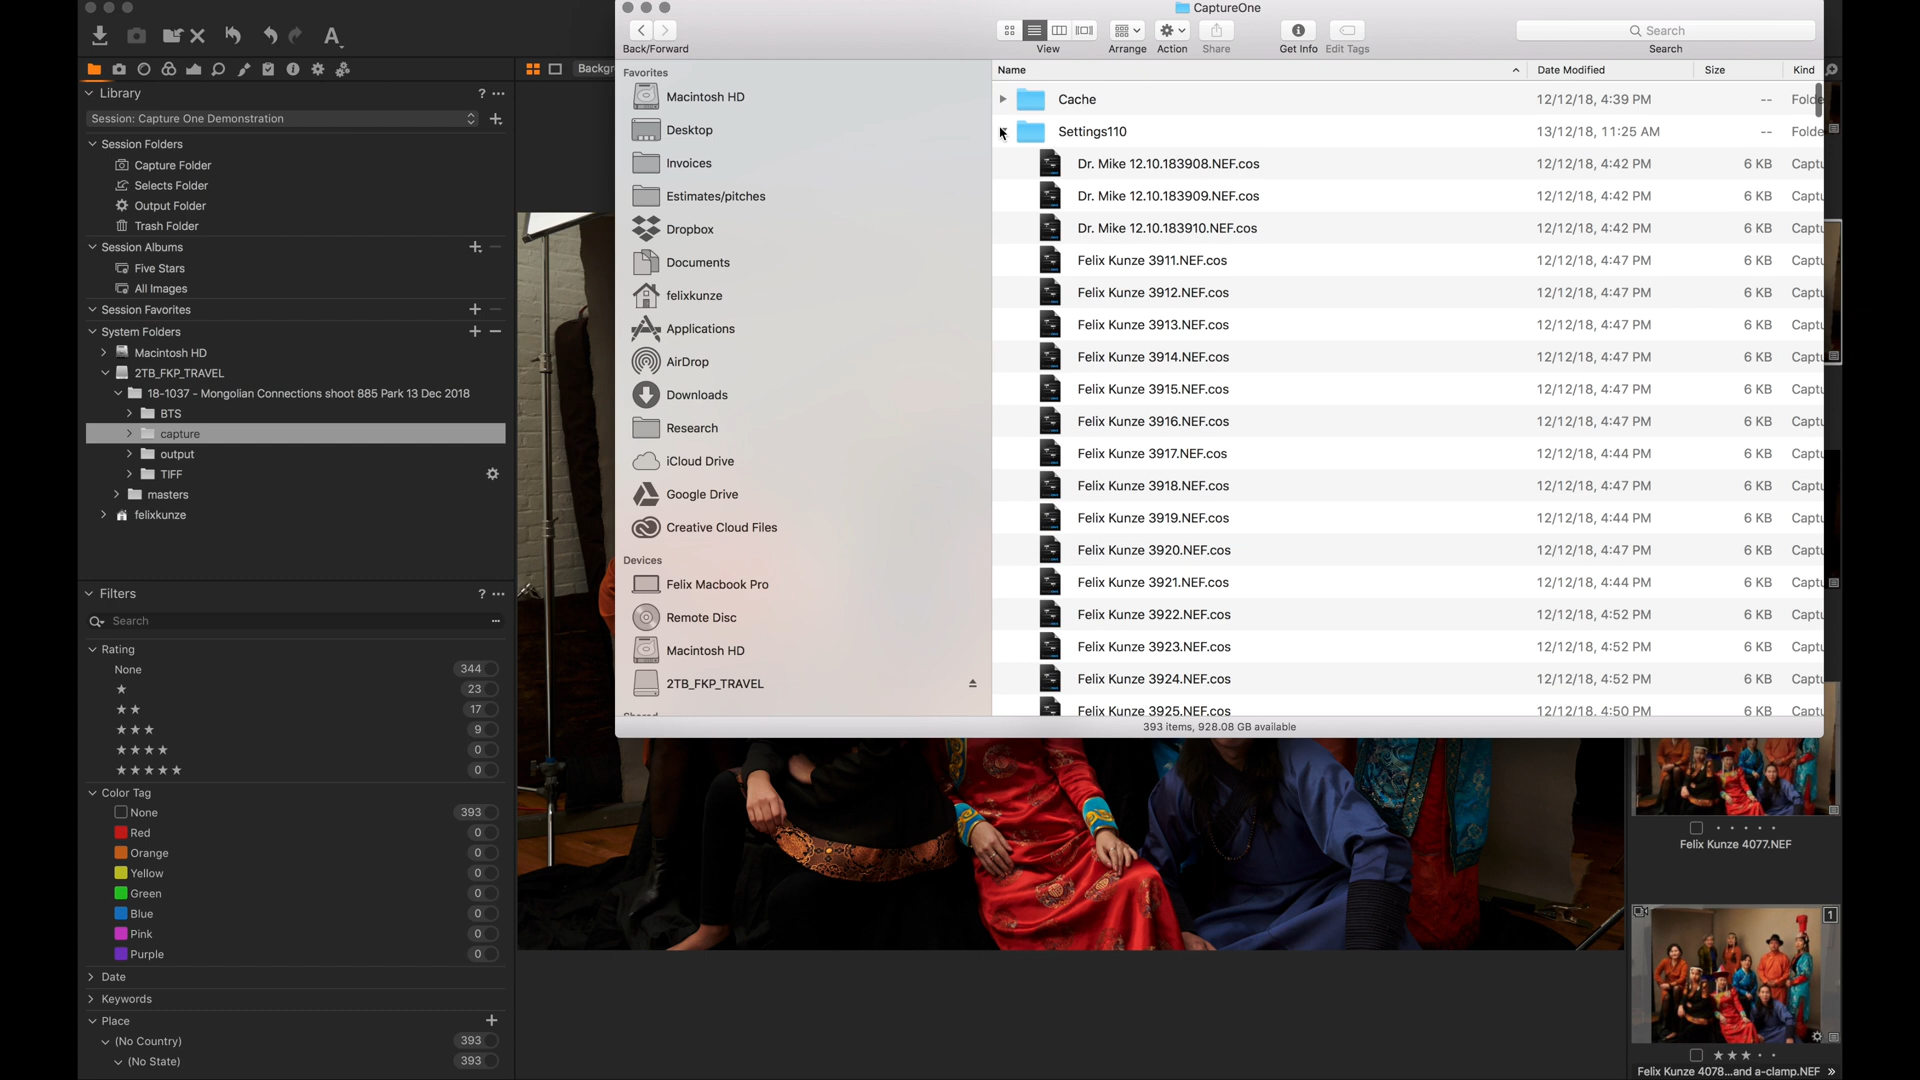 CaptureOne
Back/Forward
View
Arrange
Action
Share
Get Info
Edit Tags
Search
Search
Library
? ...
Session: Capture One Demonstration
Session Folders
Capture Folder
Selects Folder
Output Folder
Trash Folder
Session Albums
Five Stars
All Images
Session Favorites
System Folders
Macintosh HD
2TB_FKP_TRAVEL
18-1037 - Mongolian Connections shoot 885 Park 13 Dec 2018
BTS
capture
output
TIFF
masters
felixkunze
Filters
? ...
Search
Rating
None 344
★ 23
★★ 17
★★★ 9
★★★★ 0
★★★★★ 0
Color Tag
None 393
Red 0
Orange 0
Yellow 0
Green 0
Blue 0
Pink 0
Purple 0
Date
Keywords
Place
(No Country) 393
(No State) 393
Backgr
Favorites
Macintosh HD
Desktop
Invoices
Estimates/pitches
Dropbox
Documents
felixkunze
Applications
AirDrop
Downloads
Research
iCloud Drive
Google Drive
Creative Cloud Files
Devices
Felix Macbook Pro
Remote Disc
Macintosh HD
2TB_FKP_TRAVEL
Name Date Modified Size Kind
Cache 12/12/18, 4:39 PM -- Folde
Settings110 13/12/18, 11:25 AM -- Folde
Dr. Mike 12.10.183908.NEF.cos 12/12/18, 4:42 PM 6 KB Captu
Dr. Mike 12.10.183909.NEF.cos 12/12/18, 4:42 PM 6 KB Captu
Dr. Mike 12.10.183910.NEF.cos 12/12/18, 4:42 PM 6 KB Captu
Felix Kunze 3911.NEF.cos 12/12/18, 4:47 PM 6 KB Captu
Felix Kunze 3912.NEF.cos 12/12/18, 4:47 PM 6 KB Captu
Felix Kunze 3913.NEF.cos 12/12/18, 4:47 PM 6 KB Captu
Felix Kunze 3914.NEF.cos 12/12/18, 4:47 PM 6 KB Captu
Felix Kunze 3915.NEF.cos 12/12/18, 4:47 PM 6 KB Captu
Felix Kunze 3916.NEF.cos 12/12/18, 4:47 PM 6 KB Captu
Felix Kunze 3917.NEF.cos 12/12/18, 4:44 PM 6 KB Captu
Felix Kunze 3918.NEF.cos 12/12/18, 4:47 PM 6 KB Captu
Felix Kunze 3919.NEF.cos 12/12/18, 4:44 PM 6 KB Captu
Felix Kunze 3920.NEF.cos 12/12/18, 4:47 PM 6 KB Captu
Felix Kunze 3921.NEF.cos 12/12/18, 4:44 PM 6 KB Captu
Felix Kunze 3922.NEF.cos 12/12/18, 4:52 PM 6 KB Captu
Felix Kunze 3923.NEF.cos 12/12/18, 4:52 PM 6 KB Captu
Felix Kunze 3924.NEF.cos 12/12/18, 4:52 PM 6 KB Captu
Felix Kunze 3925.NEF.cos 12/12/18, 4:50 PM 6 KB Captu
393 items, 928.08 GB available
Felix Kunze 4077.NEF
1
★★★
Felix Kunze 4078...and a-clamp.NEF »